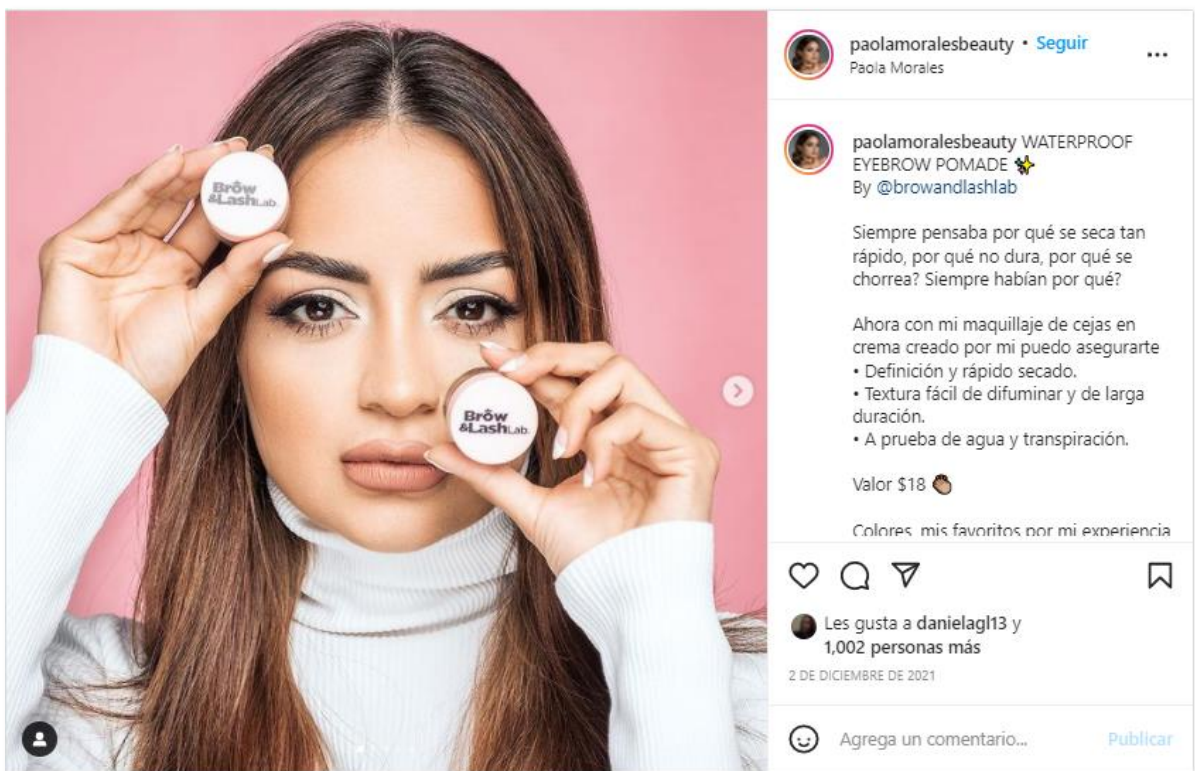 Brôw
&LashLab.
Brôw
&LashLab.
paolamoralesbeauty • Seguir
Paola Morales
paolamoralesbeauty WATERPROOF
EYEBROW POMADE ✨
By @browandlashlab
Siempre pensaba por qué se seca tan
rápido, por qué no dura, por qué se
chorrea? Siempre habían por qué?
Ahora con mi maquillaje de cejas en
crema creado por mi puedo asegurarte
• Definición y rápido secado.
• Textura fácil de difuminar y de larga
duración.
• A prueba de agua y transpiración.
Valor $18 👏🏽
Colores, mis favoritos por mi experiencia
Les gusta a danielagl13 y
1,002 personas más
2 DE DICIEMBRE DE 2021
Agrega un comentario...
Publicar